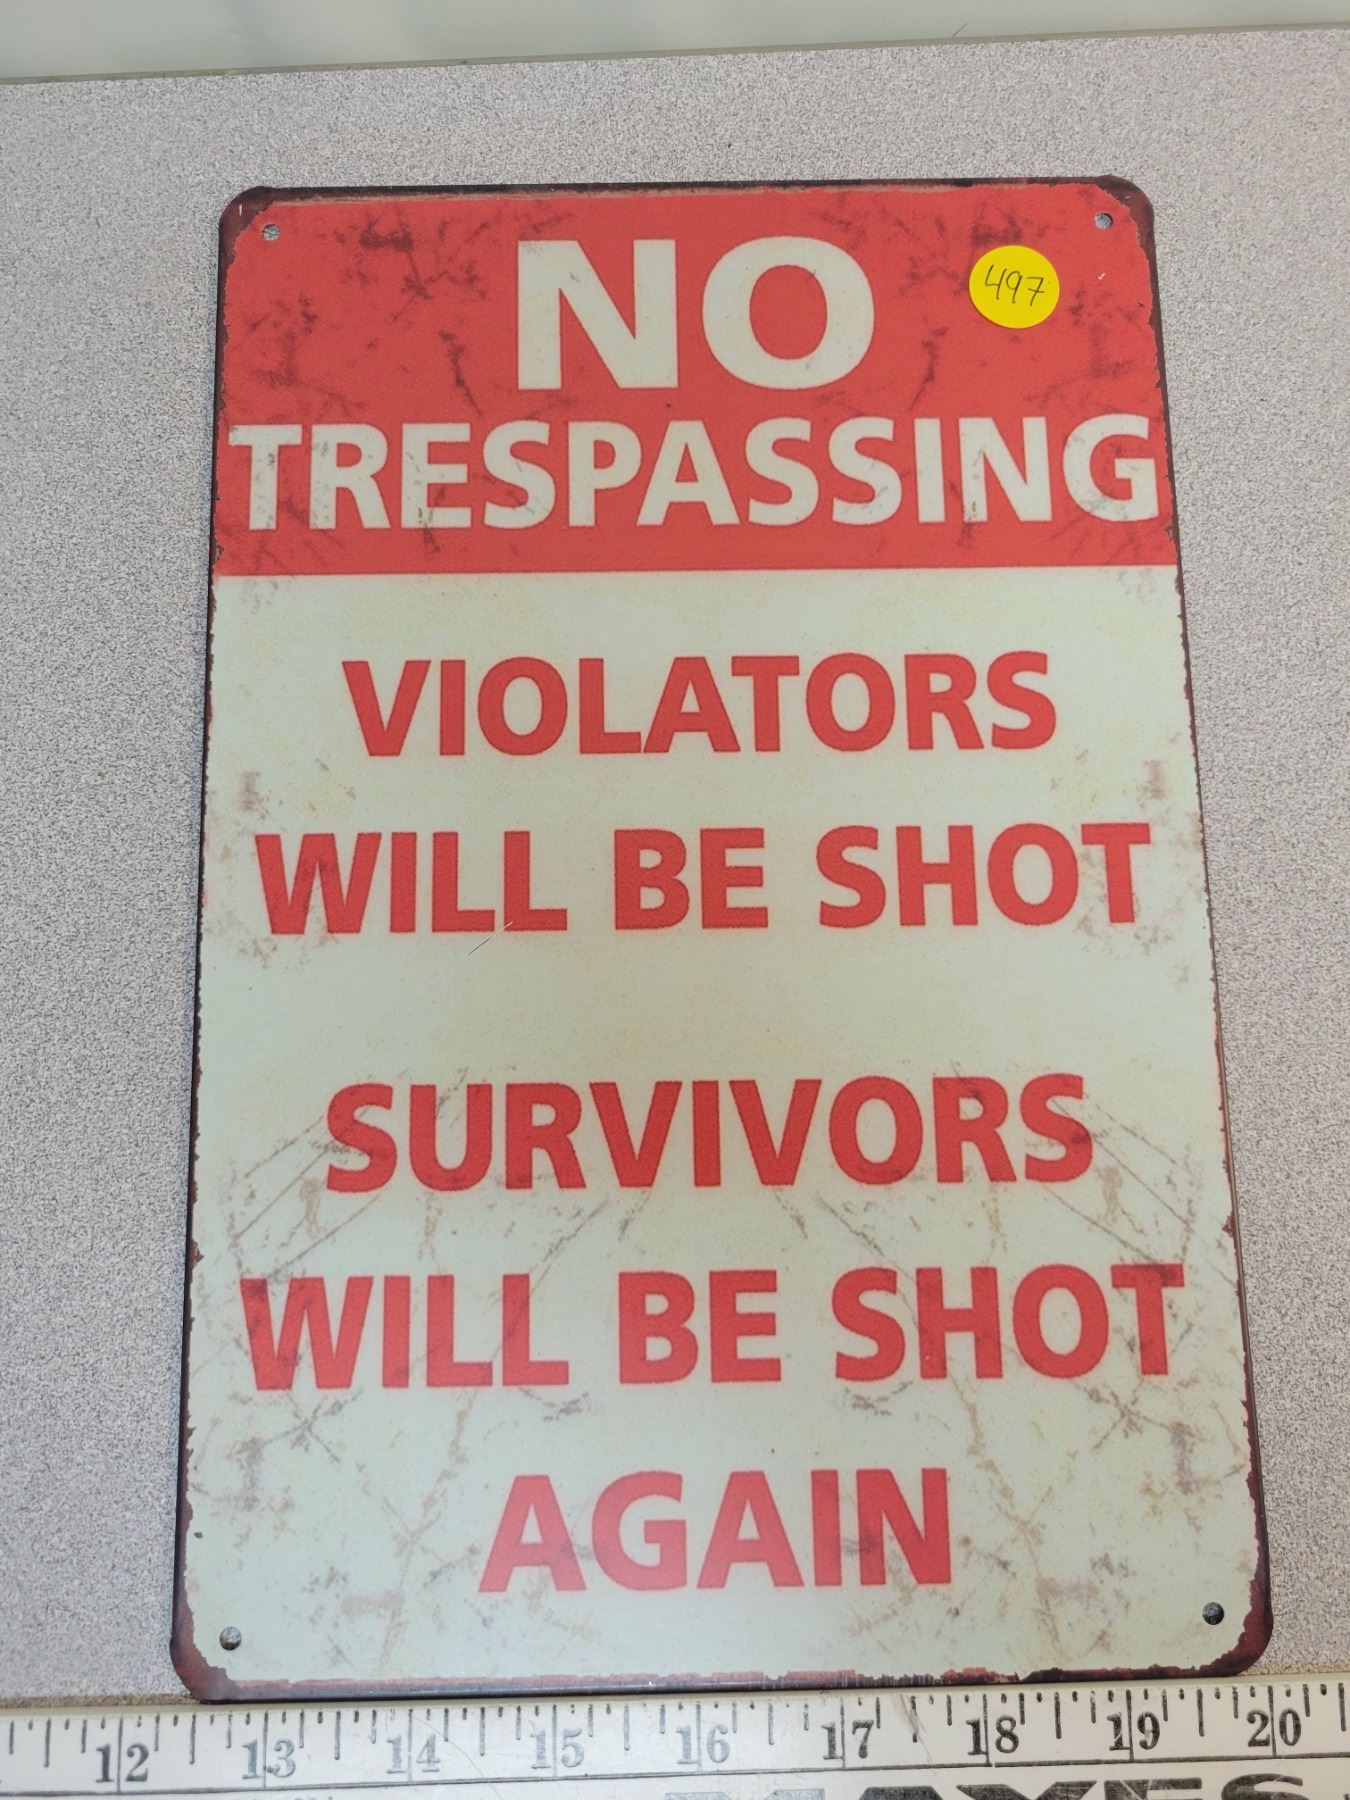 NO
497
TRESPASSING
VIOLATORS
WILL BE SHOT
SURVIVORS
WILL BE SHOT
AGAIN
12 13 14 15 16 17 18 19 20
MAYES